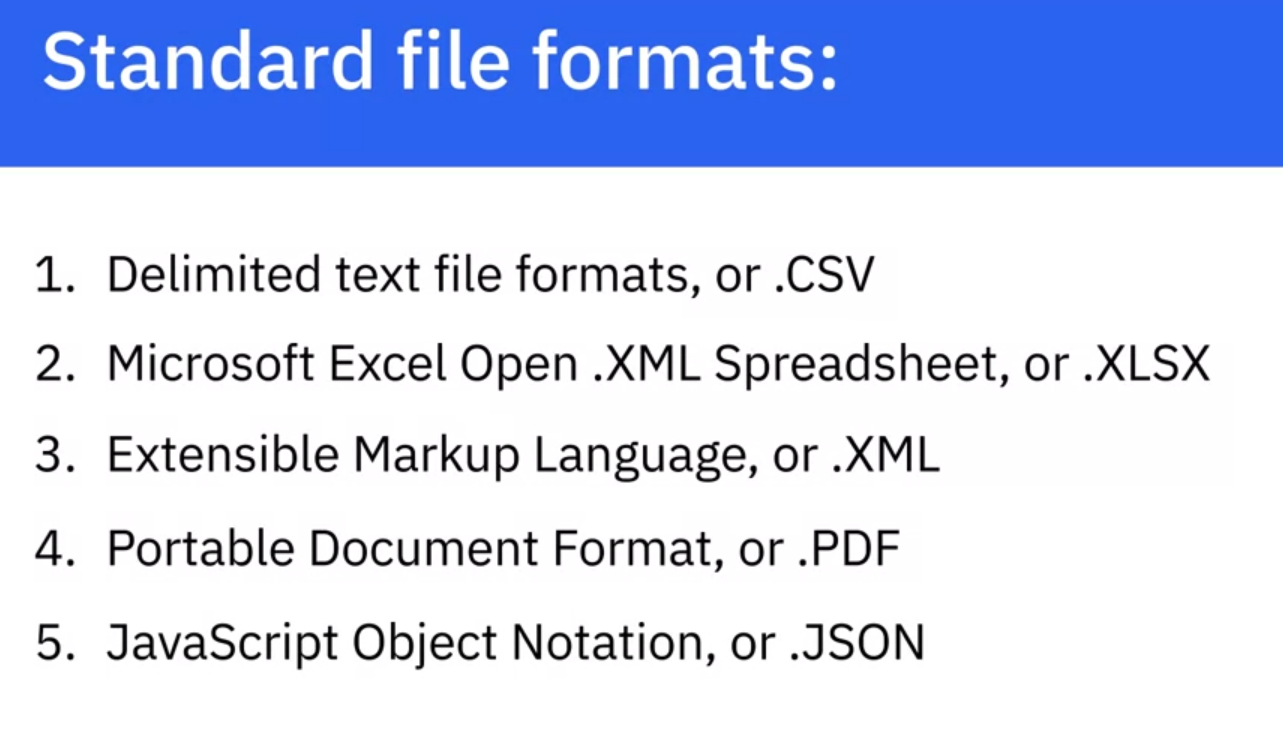 Standard file formats:
1. Delimited text file formats, or .CSV
2. Microsoft Excel Open .XML Spreadsheet, or .XLSX
3. Extensible Markup Language, or .XML
4. Portable Document Format, or .PDF
5. JavaScript Object Notation, or .JSON